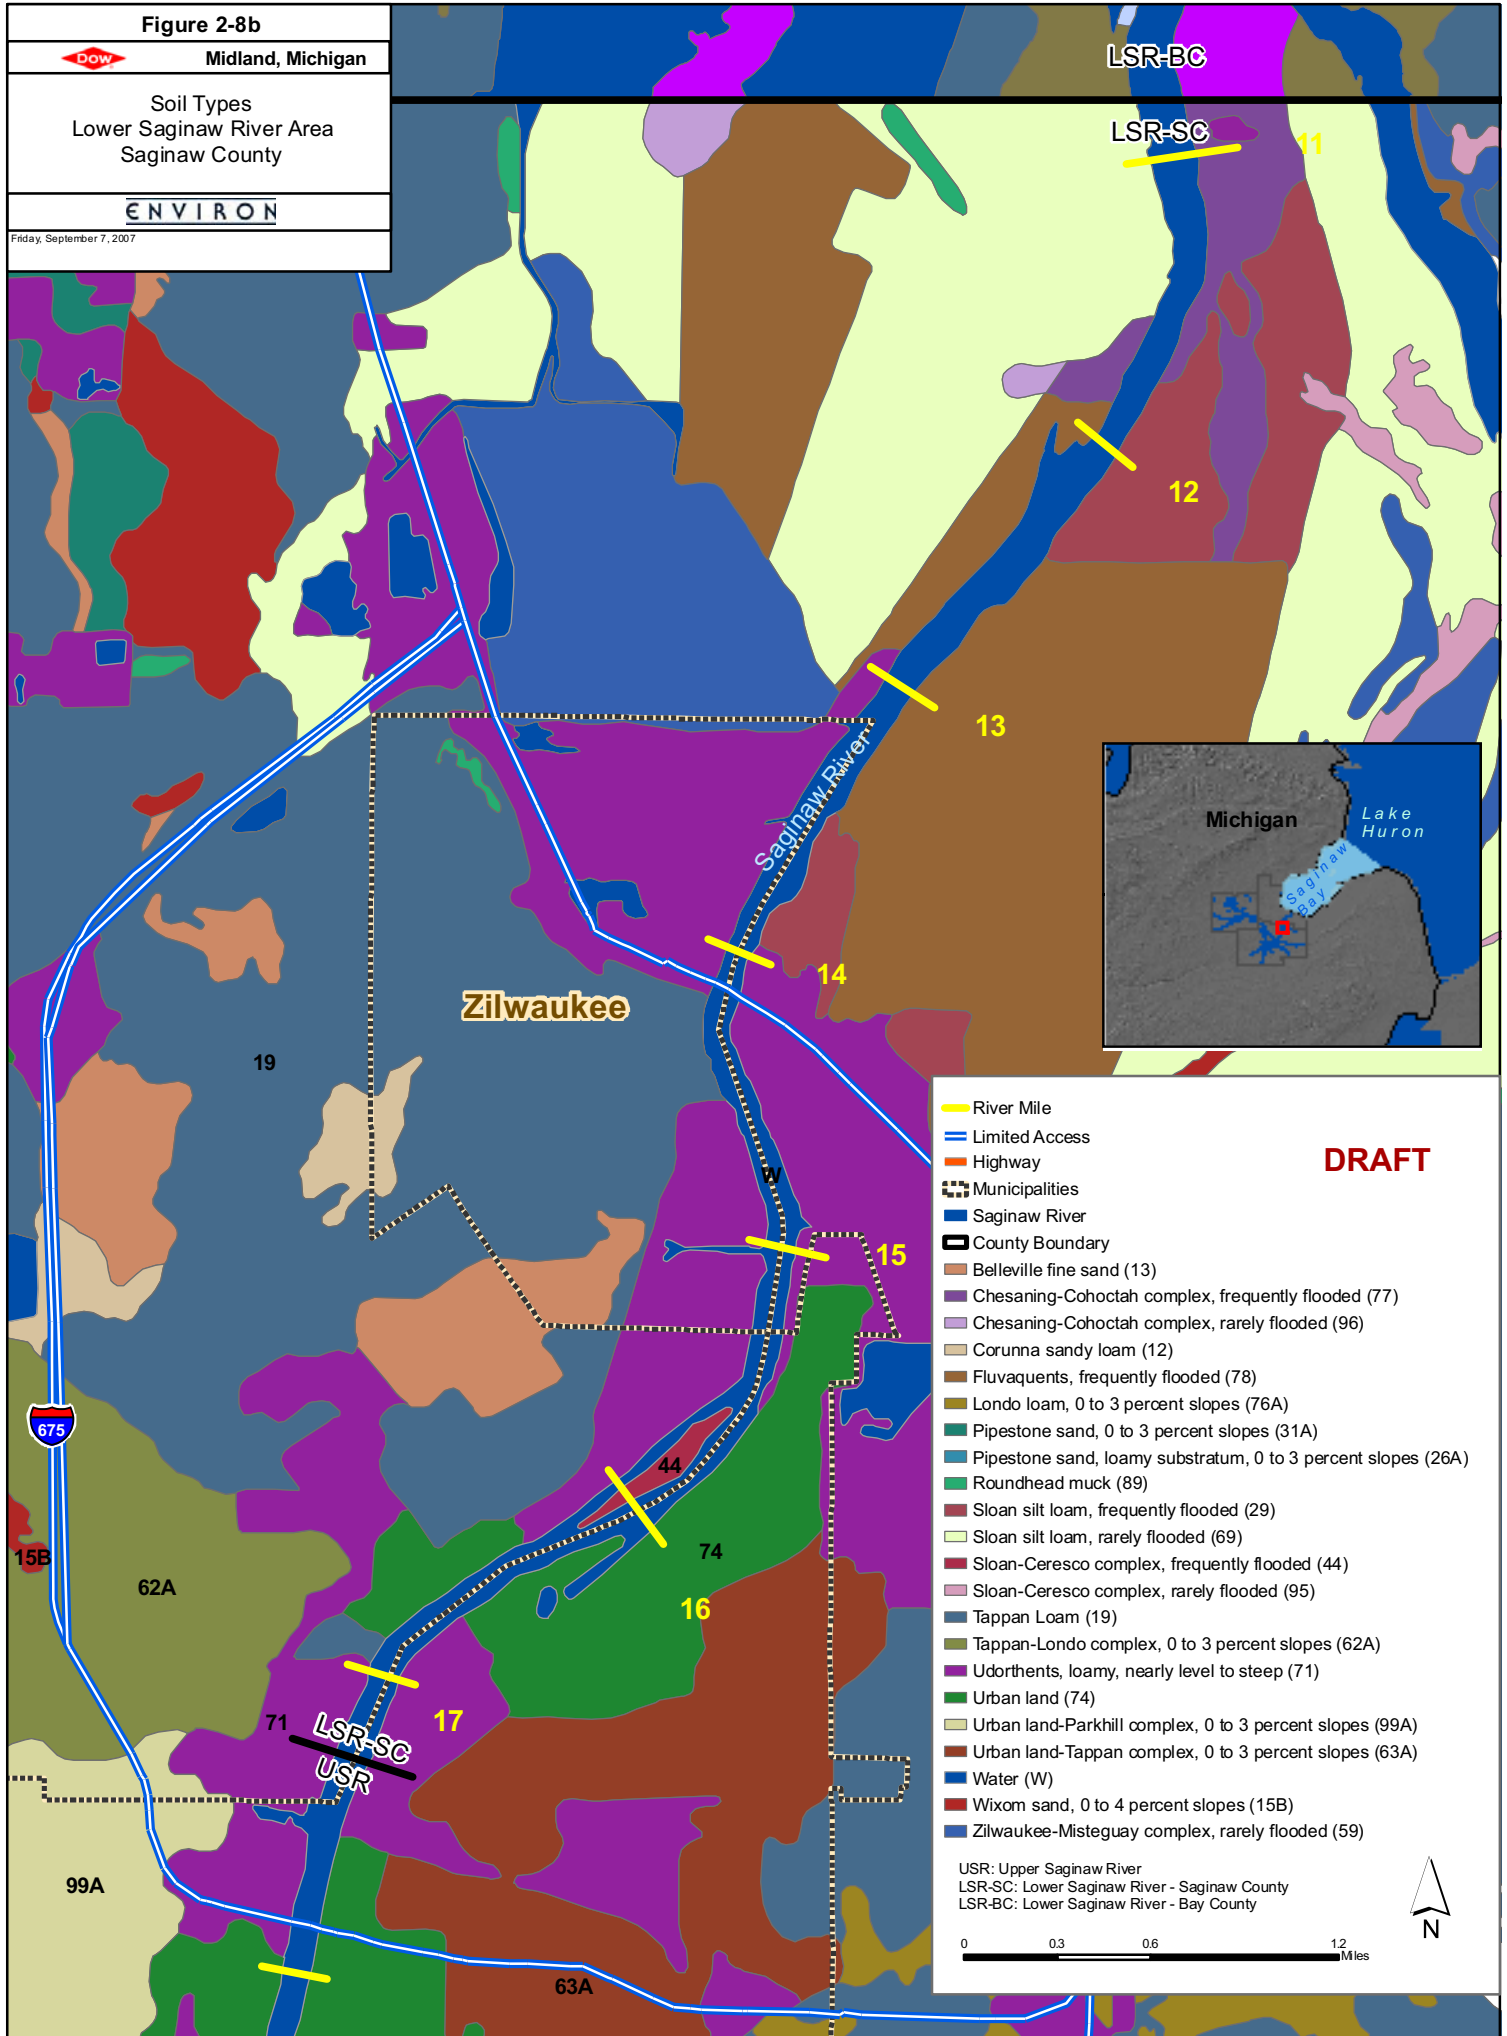 Figure 2-8b
Dow
Midland, Michigan
Soil Types
Lower Saginaw River Area
Saginaw County
ENVIRON
Friday, September 7, 2007
LSR-BC
LSR-SC
11
12
13
Saginaw River
14
Zilwaukee
19
W
15
44
74
16
675
15B
62A
17
71
LSR-SC
USR
99A
63A
Michigan
Lake
Huron
Saginaw
Bay
DRAFT
River Mile
Limited Access
Highway
Municipalities
Saginaw River
County Boundary
Belleville fine sand (13)
Chesaning-Cohoctah complex, frequently flooded (77)
Chesaning-Cohoctah complex, rarely flooded (96)
Corunna sandy loam (12)
Fluvaquents, frequently flooded (78)
Londo loam, 0 to 3 percent slopes (76A)
Pipestone sand, 0 to 3 percent slopes (31A)
Pipestone sand, loamy substratum, 0 to 3 percent slopes (26A)
Roundhead muck (89)
Sloan silt loam, frequently flooded (29)
Sloan silt loam, rarely flooded (69)
Sloan-Ceresco complex, frequently flooded (44)
Sloan-Ceresco complex, rarely flooded (95)
Tappan Loam (19)
Tappan-Londo complex, 0 to 3 percent slopes (62A)
Udorthents, loamy, nearly level to steep (71)
Urban land (74)
Urban land-Parkhill complex, 0 to 3 percent slopes (99A)
Urban land-Tappan complex, 0 to 3 percent slopes (63A)
Water (W)
Wixom sand, 0 to 4 percent slopes (15B)
Zilwaukee-Misteguay complex, rarely flooded (59)
USR: Upper Saginaw River
LSR-SC: Lower Saginaw River - Saginaw County
LSR-BC: Lower Saginaw River - Bay County
N
0 0.3 0.6 1.2
Miles